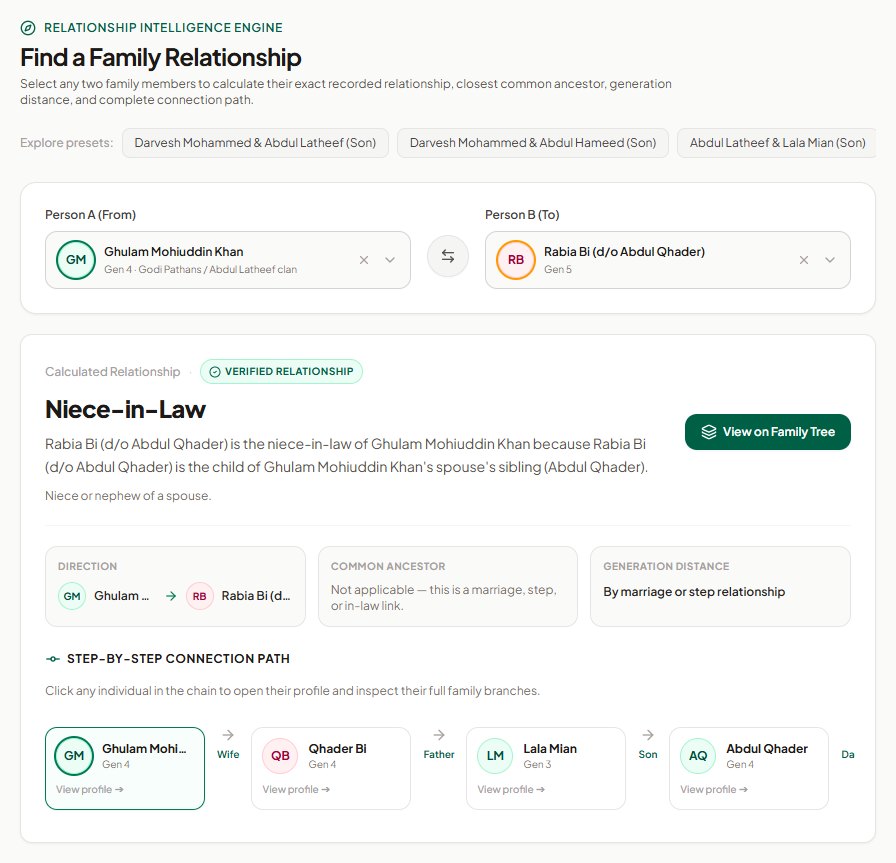 RELATIONSHIP INTELLIGENCE ENGINE
Find a Family Relationship
Select any two family members to calculate their exact recorded relationship, closest common ancestor, generation
distance, and complete connection path.
Explore presets:
Darvesh Mohammed & Abdul Latheef (Son)
Darvesh Mohammed & Abdul Hameed (Son)
Abdul Latheef & Lala Mian (Son)
Person A (From)
GM
Ghulam Mohiuddin Khan
Gen 4 · Godi Pathans / Abdul Latheef clan
Person B (To)
RB
Rabia Bi (d/o Abdul Qhader)
Gen 5
Calculated Relationship ·
VERIFIED RELATIONSHIP
Niece-in-Law
Rabia Bi (d/o Abdul Qhader) is the niece-in-law of Ghulam Mohiuddin Khan because Rabia Bi
(d/o Abdul Qhader) is the child of Ghulam Mohiuddin Khan's spouse's sibling (Abdul Qhader).
Niece or nephew of a spouse.
View on Family Tree
DIRECTION
GM Ghulam ... → RB Rabia Bi (d...
COMMON ANCESTOR
Not applicable — this is a marriage, step,
or in-law link.
GENERATION DISTANCE
By marriage or step relationship
STEP-BY-STEP CONNECTION PATH
Click any individual in the chain to open their profile and inspect their full family branches.
GM
Ghulam Mohi...
Gen 4
View profile →
→
Wife
QB
Qhader Bi
Gen 4
View profile →
→
Father
LM
Lala Mian
Gen 3
View profile →
→
Son
AQ
Abdul Qhader
Gen 4
View profile →
Da